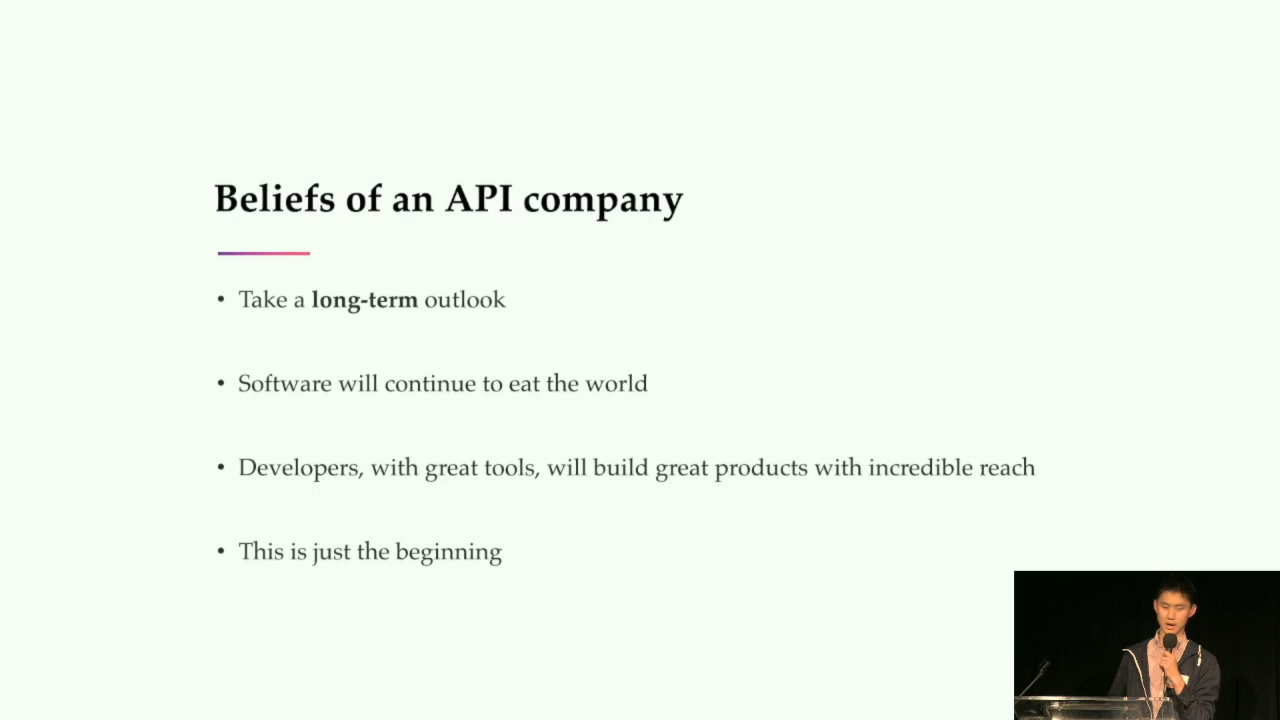 Beliefs of an API company
• Take a long-term outlook
• Software will continue to eat the world
• Developers, with great tools, will build great products with incredible reach
• This is just the beginning